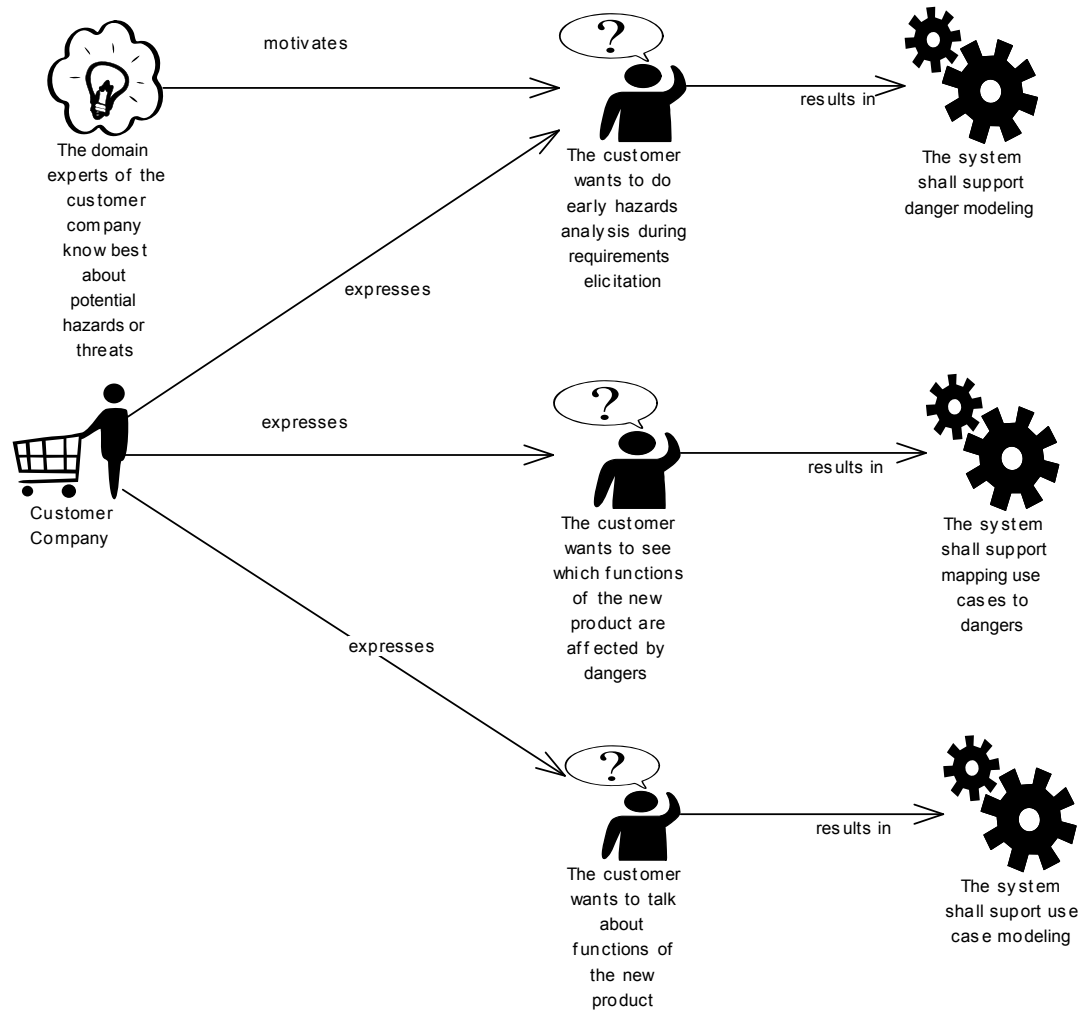 motivates
?
results in
The domain
experts of the
customer
company
know best
about
potential
hazards or
threats
The customer
wants to do
early hazards
analysis during
requirements
elicitation
The system
shall support
danger modeling
expresses
?
expresses
results in
Customer
Company
The customer
wants to see
which functions
of the new
product are
affected by
dangers
The system
shall support
mapping use
cases to
dangers
expresses
?
results in
The customer
wants to talk
about
functions of
the new
product
The system
shall suport use
case modeling